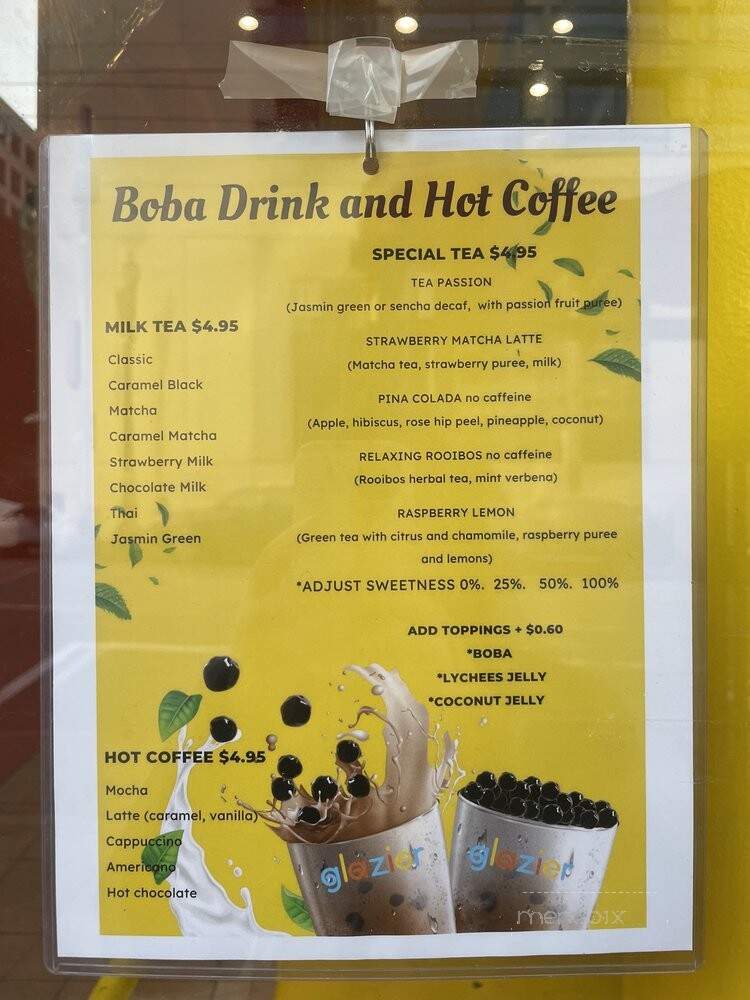 Boba Drink and Hot Coffee
SPECIAL TEA $4.95
TEA PASSION
(Jasmin green or sencha decaf, with passion fruit puree)
STRAWBERRY MATCHA LATTE
(Matcha tea, strawberry puree, milk)
PINA COLADA no caffeine
(Apple, hibiscus, rose hip peel, pineapple, coconut)
RELAXING ROOIBOS no caffeine
(Rooibos herbal tea, mint verbena)
RASPBERRY LEMON
(Green tea with citrus and chamomile, raspberry puree
and lemons)
*ADJUST SWEETNESS 0%. 25%. 50%. 100%
MILK TEA $4.95
Classic
Caramel Black
Matcha
Caramel Matcha
Strawberry Milk
Chocolate Milk
Thai
Jasmin Green
ADD TOPPINGS + $0.60
*BOBA
*LYCHEES JELLY
*COCONUT JELLY
HOT COFFEE $4.95
Mocha
Latte (caramel, vanilla)
Cappuccino
Americano
Hot chocolate
glazier
glazier
menupix